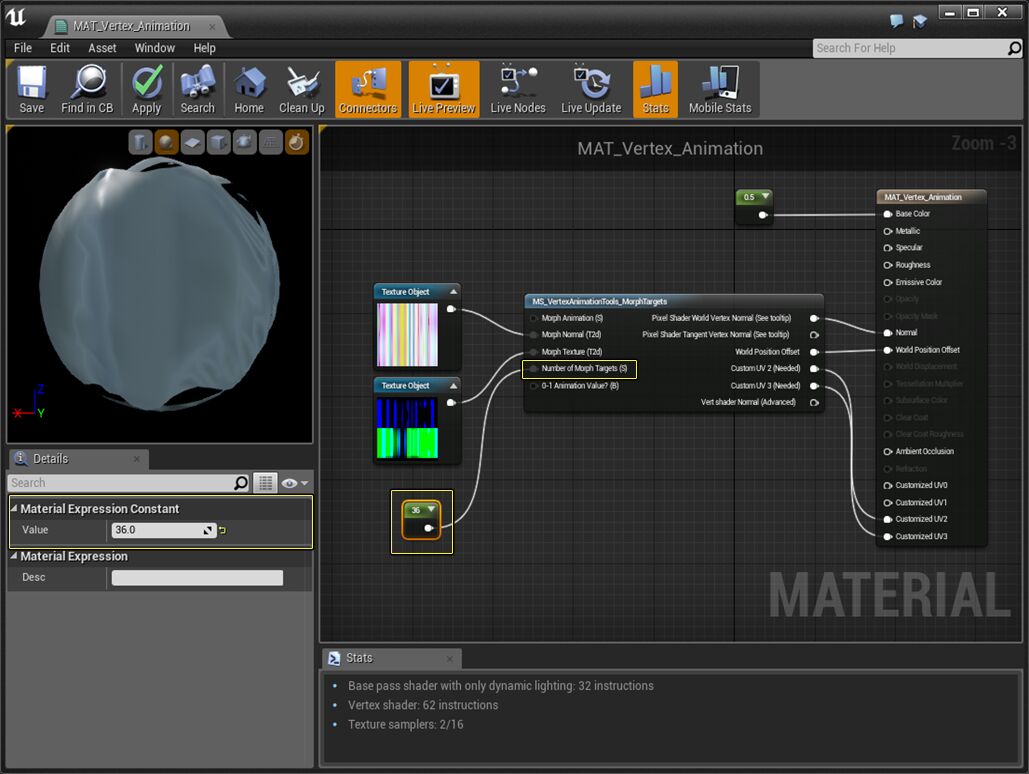 MAT_Vertex_Animation
File Edit Asset Window Help
Search For Help
Save Find in CB Apply Search Home Clean Up Connectors Live Preview Live Nodes Live Update Stats Mobile Stats
MAT_Vertex_Animation
Zoom -3
0.5
MAT_Vertex_Animation
Base Color
Metallic
Specular
Roughness
Emissive Color
Opacity
Opacity Mask
Normal
World Position Offset
World Displacement
Tessellation Multiplier
Subsurface Color
Clear Coat
Clear Coat Roughness
Ambient Occlusion
Refraction
Customized UV0
Customized UV1
Customized UV2
Customized UV3
Texture Object
Texture Object
MS_VertexAnimationTools_MorphTargets
Morph Animation (S) Pixel Shader World Vertex Normal (See tooltip)
Morph Normal (T2d) Pixel Shader Tangent Vertex Normal (See tooltip)
Morph Texture (T2d) World Position Offset
Number of Morph Targets (S) Custom UV 2 (Needed)
0-1 Animation Value? (B) Custom UV 3 (Needed)
Vert shader Normal (Advanced)
36
MATERIAL
Z
X
Y
Details
Search
Material Expression Constant
Value 36.0
Material Expression
Desc
Stats
Base pass shader with only dynamic lighting: 32 instructions
Vertex shader: 62 instructions
Texture samplers: 2/16